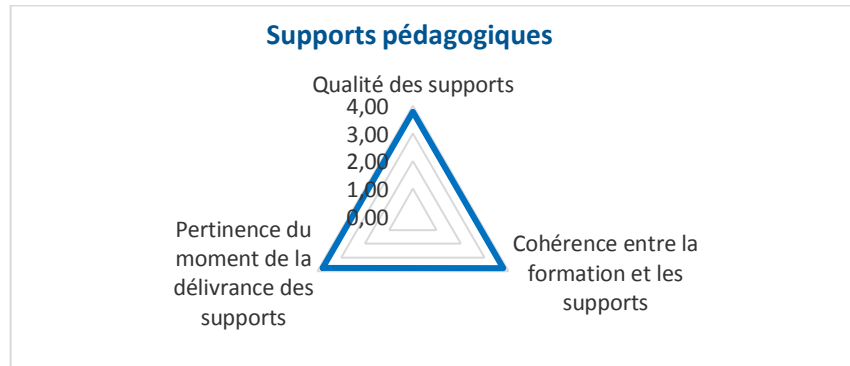 Supports pédagogiques
Qualité des supports
4,00
3,00
2,00
1,00
0,00
Pertinence du
moment de la
délivrance des
supports
Cohérence entre la
formation et les
supports